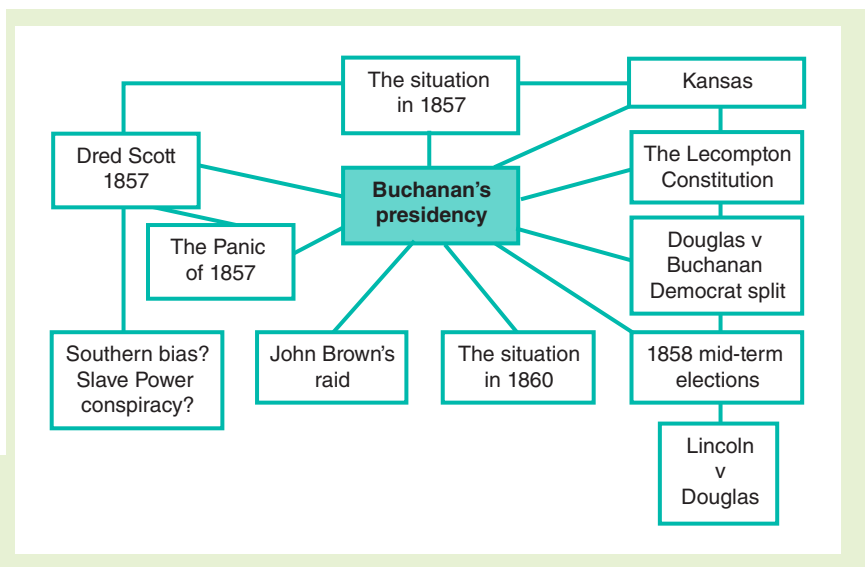 The situation
in 1857
Kansas
Dred Scott
1857
The Lecompton
Constitution
Buchanan's
presidency
The Panic
of 1857
Douglas v
Buchanan
Democrat split
Southern bias?
Slave Power
conspiracy?
John Brown's
raid
The situation
in 1860
1858 mid-term
elections
Lincoln
v
Douglas